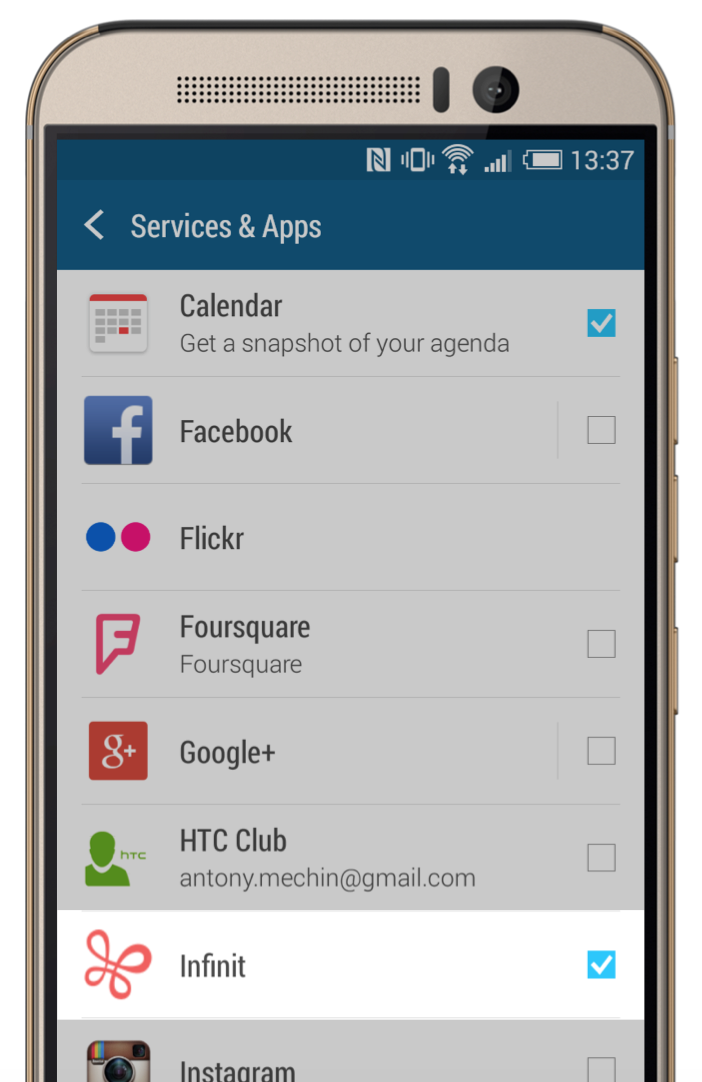 13:37
Services & Apps
Calendar
Get a snapshot of your agenda
Facebook
Flickr
Foursquare
Foursquare
g+
Google+
HTC Club
hTC
antony.mechin@gmail.com
Infinit
Instagram